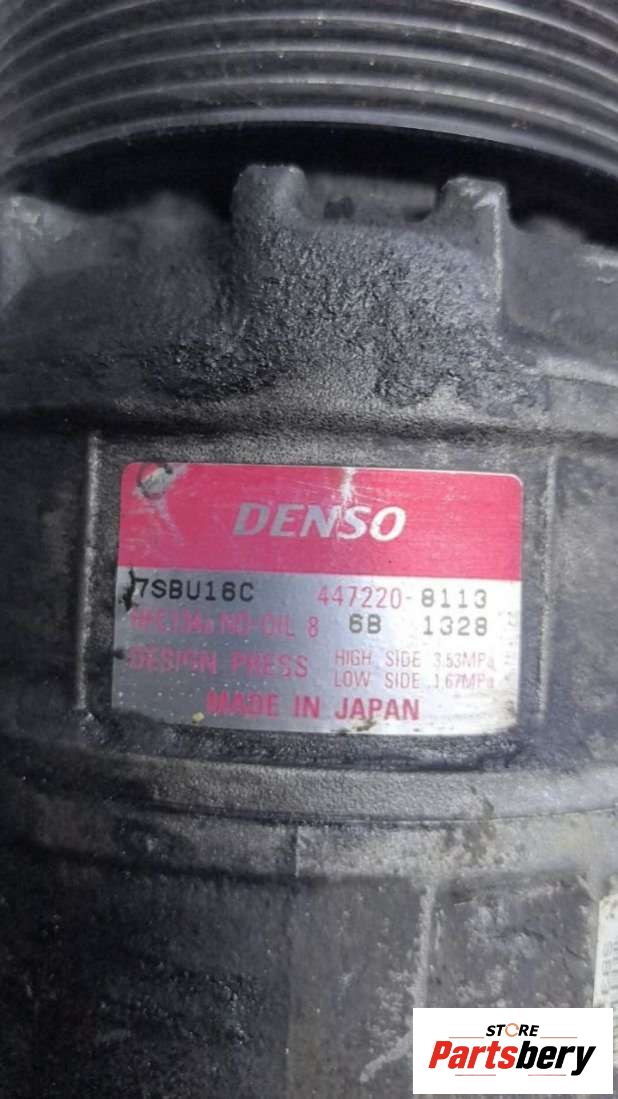 DENSO
7SBU16C 447220-8113
HFC134a ND-OIL 8 6B 1328
DESIGN PRESS HIGH SIDE 3.53MPa
LOW SIDE 1.67MPa
MADE IN JAPAN
STORE
Partsbery